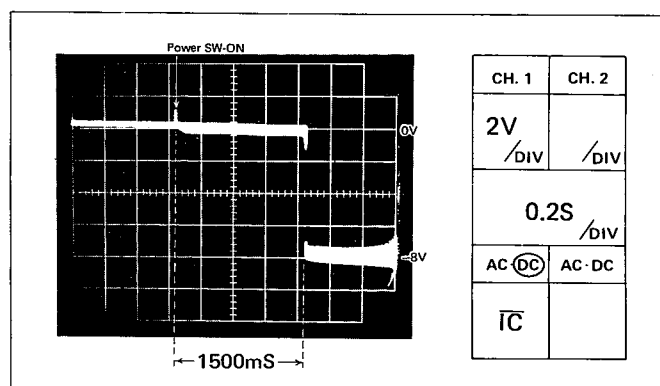 Power SW-ON
0V
-8V
1500mS
CH. 1 CH. 2
2V /DIV /DIV
0.2S /DIV
AC·DC AC·DC
I̅C̅